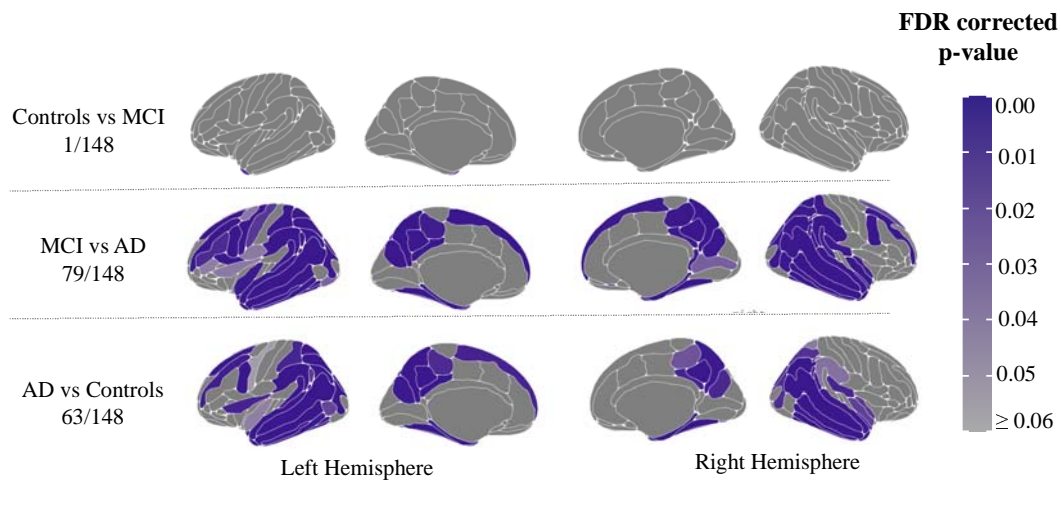 FDR corrected
p-value
Controls vs MCI
1/148
MCI vs AD
79/148
AD vs Controls
63/148
0.00
0.01
0.02
0.03
0.04
0.05
≥ 0.06
Left Hemisphere
Right Hemisphere